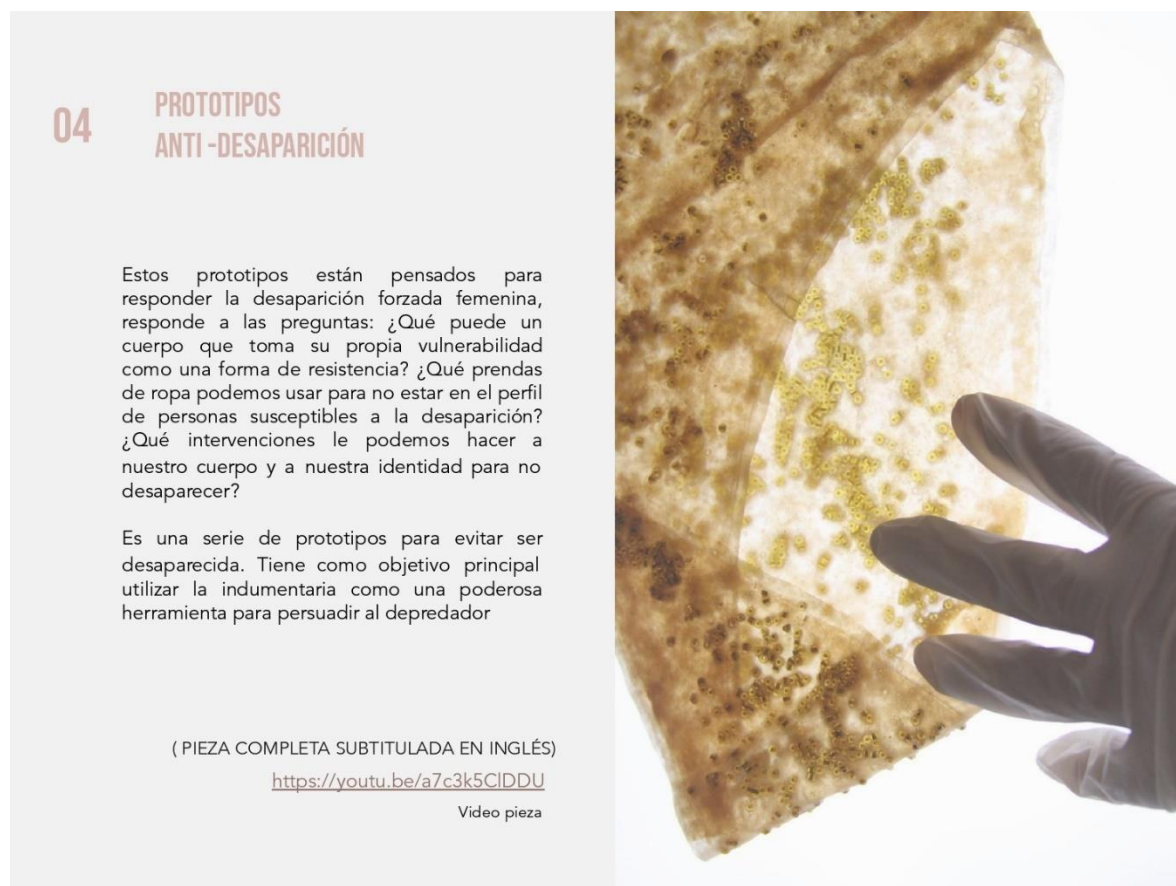 04
PROTOTIPOS
ANTI -DESAPARICIÓN
Estos prototipos están pensados para
responder la desaparición forzada femenina,
responde a las preguntas: ¿Qué puede un
cuerpo que toma su propia vulnerabilidad
como una forma de resistencia? ¿Qué prendas
de ropa podemos usar para no estar en el perfil
de personas susceptibles a la desaparición?
¿Qué intervenciones le podemos hacer a
nuestro cuerpo y a nuestra identidad para no
desaparecer?
Es una serie de prototipos para evitar ser
desaparecida. Tiene como objetivo principal
utilizar la indumentaria como una poderosa
herramienta para persuadir al depredador
( PIEZA COMPLETA SUBTITULADA EN INGLÉS)
https://youtu.be/a7c3k5ClDDU
Video pieza